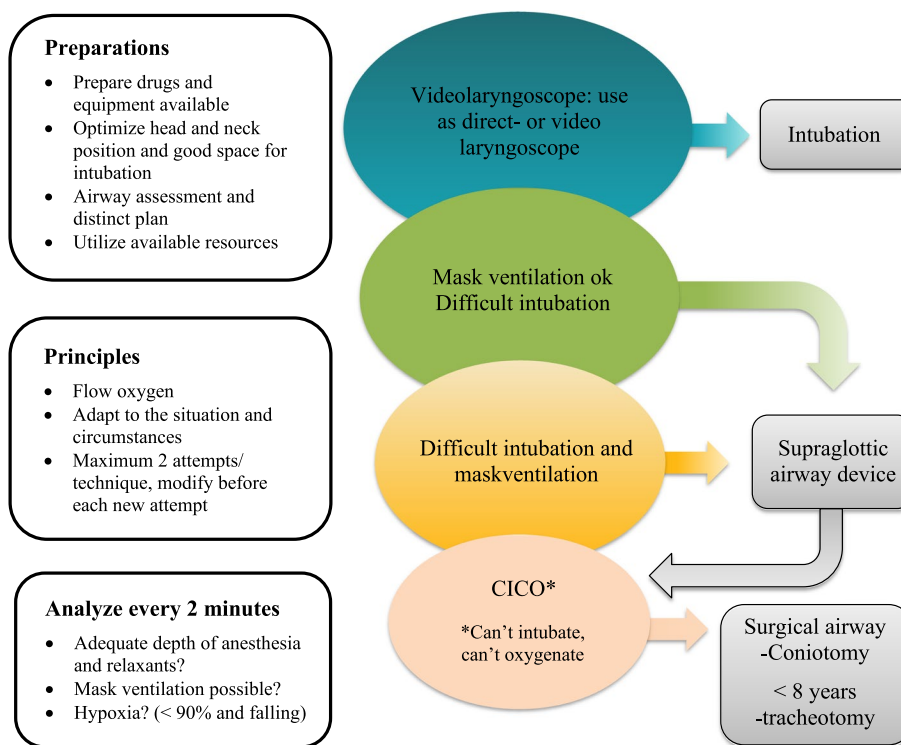 Preparations
• Prepare drugs and
equipment available
• Optimize head and neck
position and good space for
intubation
• Airway assessment and
distinct plan
• Utilize available resources
Principles
• Flow oxygen
• Adapt to the situation and
circumstances
• Maximum 2 attempts/
technique, modify before
each new attempt
Analyze every 2 minutes
• Adequate depth of anesthesia
and relaxants?
• Mask ventilation possible?
• Hypoxia? (< 90% and falling)
Videolaryngoscope: use
as direct- or video
laryngoscope
Intubation
Mask ventilation ok
Difficult intubation
Difficult intubation and
maskventilation
Supraglottic
airway device
CICO*
*Can’t intubate,
can’t oxygenate
Surgical airway
-Coniotomy
< 8 years
-tracheotomy